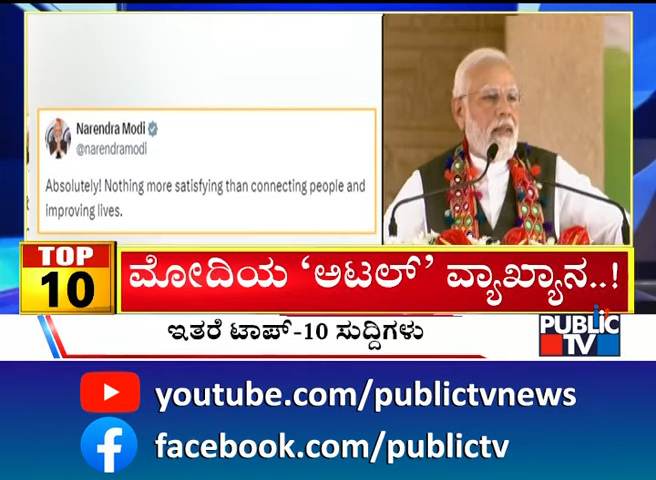 Narendra Modi
@narendramodi
Absolutely! Nothing more satisfying than connecting people and
improving lives.
TOP
10
ಮೋದಿಯ ‘ಅಟಲ್’ ವ್ಯಾಖ್ಯಾನ..!
ಇತರೆ ಟಾಪ್-10 ಸುದ್ದಿಗಳು
PUBLIC
TV
youtube.com/publictvnews
facebook.com/publictv